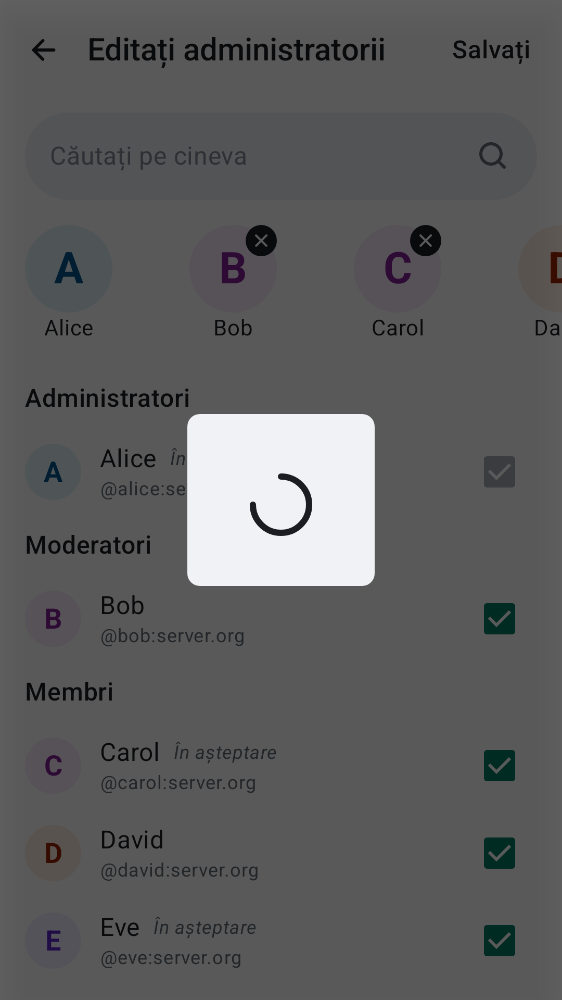 Editați administratorii
Salvați
Căutați pe cineva
A
B
C
D
Alice
Bob
Carol
Da
Administratori
A
Alice În
@alice:se
Moderatori
B
Bob
@bob:server.org
Membri
C
Carol În așteptare
@carol:server.org
D
David
@david:server.org
E
Eve În așteptare
@eve:server.org